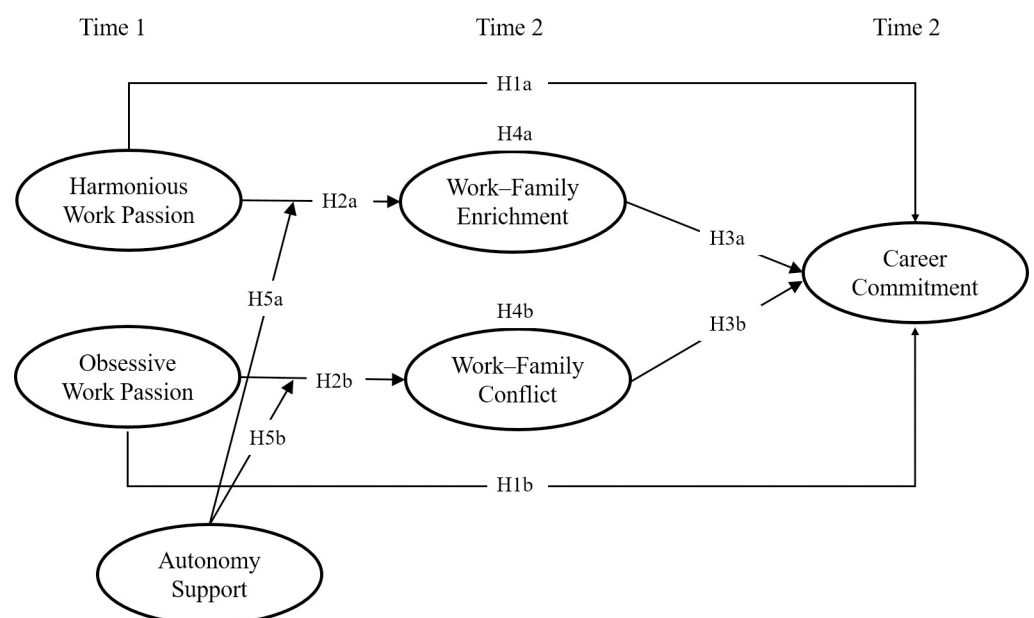 Time 1
Time 2
Time 2
H1a
H4a
Harmonious
Work Passion
H2a
Work–Family
Enrichment
H3a
Career
Commitment
H5a
H4b
H3b
Obsessive
Work Passion
H2b
Work–Family
Conflict
H5b
H1b
Autonomy
Support